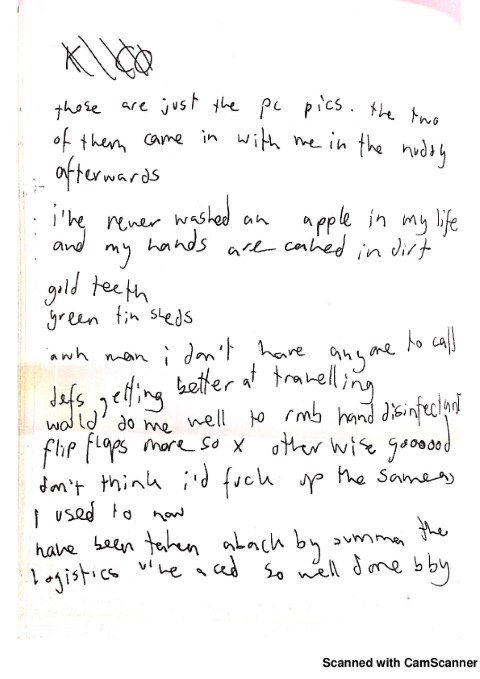 those are just the pc pics. the two
of them came in with me in the nuddy
afterwards
i've never washed an apple in my life
and my hands are caked in dirt
gold teeth
green tin sheds
awh man i don't have anyone to call
defs getting better at travelling
would do me well to rmb hand disinfectant
flip flops more so x otherwise goooood
don't think i'd fuck up the same as
I used to now
have been taken aback by summa the
logistics i've aced so well done bby
Scanned with CamScanner